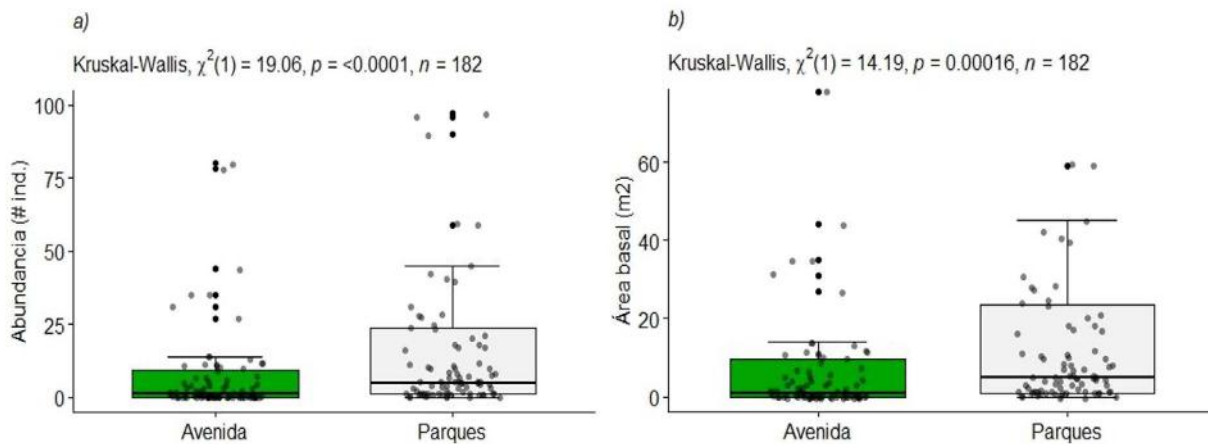 a)
Kruskal-Wallis, χ²(1) = 19.06, p = <0.0001, n = 182
Abundancia (# ind.)
100
75
50
25
0
Avenida
Parques
b)
Kruskal-Wallis, χ²(1) = 14.19, p = 0.00016, n = 182
Área basal (m2)
60
40
20
0
Avenida
Parques